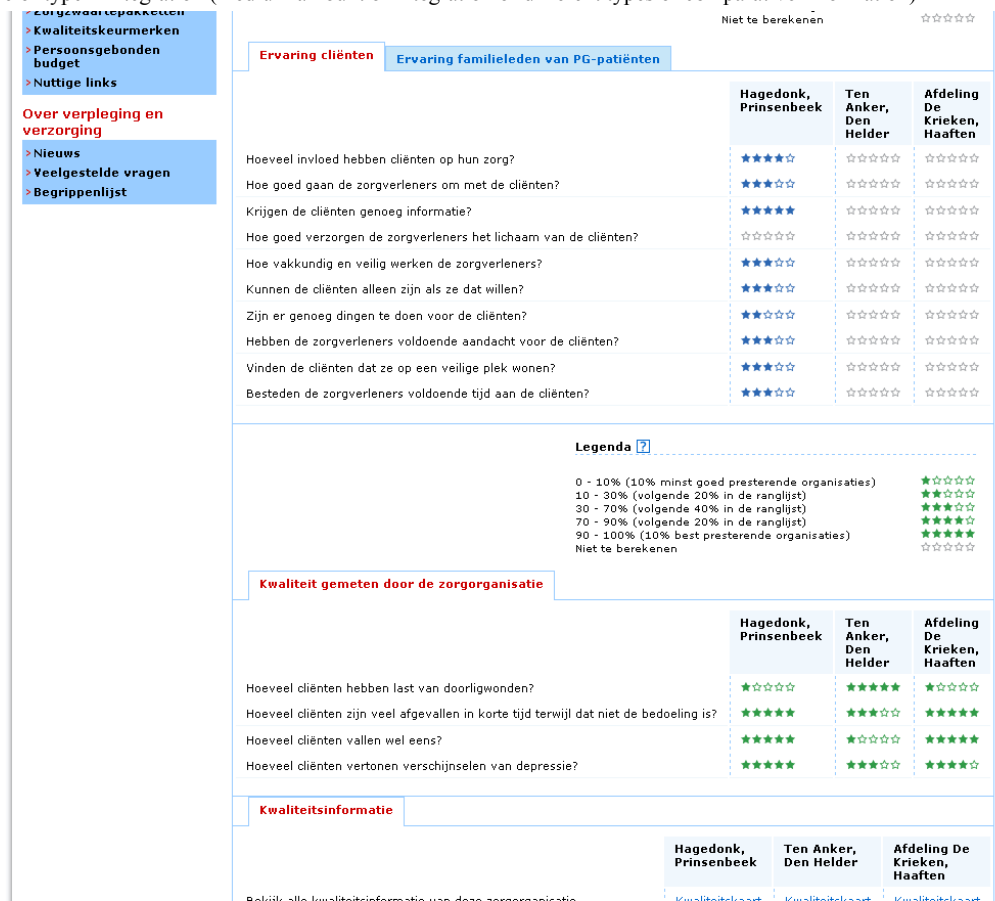 Zorgzwaartepakketten
Niet te berekenen ☆☆☆☆☆
>Kwaliteitskeurmerken
>Persoonsgebonden
budget
>Nuttige links
Over verpleging en
verzorging
>Nieuws
>Veelgestelde vragen
>Begrippenlijst
Ervaring cliënten Ervaring familieleden van PG-patiënten
Hagedonk, Prinsenbeek Ten Anker, Den Helder Afdeling De Krieken, Haaften
Hoeveel invloed hebben cliënten op hun zorg? ★★★★☆ ☆☆☆☆☆ ☆☆☆☆☆
Hoe goed gaan de zorgverleners om met de cliënten? ★★★☆☆ ☆☆☆☆☆ ☆☆☆☆☆
Krijgen de cliënten genoeg informatie? ★★★★★ ☆☆☆☆☆ ☆☆☆☆☆
Hoe goed verzorgen de zorgverleners het lichaam van de cliënten? ☆☆☆☆☆ ☆☆☆☆☆ ☆☆☆☆☆
Hoe vakkundig en veilig werken de zorgverleners? ★★★☆☆ ☆☆☆☆☆ ☆☆☆☆☆
Kunnen de cliënten alleen zijn als ze dat willen? ★★★☆☆ ☆☆☆☆☆ ☆☆☆☆☆
Zijn er genoeg dingen te doen voor de cliënten? ★★☆☆☆ ☆☆☆☆☆ ☆☆☆☆☆
Hebben de zorgverleners voldoende aandacht voor de cliënten? ★★★☆☆ ☆☆☆☆☆ ☆☆☆☆☆
Vinden de cliënten dat ze op een veilige plek wonen? ★★★☆☆ ☆☆☆☆☆ ☆☆☆☆☆
Besteden de zorgverleners voldoende tijd aan de cliënten? ★★★☆☆ ☆☆☆☆☆ ☆☆☆☆☆
Legenda ?
0 - 10% (10% minst goed presterende organisaties) ★☆☆☆☆
10 - 30% (volgende 20% in de ranglijst) ★★☆☆☆
30 - 70% (volgende 40% in de ranglijst) ★★★☆☆
70 - 90% (volgende 20% in de ranglijst) ★★★★☆
90 - 100% (10% best presterende organisaties) ★★★★★
Niet te berekenen ☆☆☆☆☆
Kwaliteit gemeten door de zorgorganisatie
Hagedonk, Prinsenbeek Ten Anker, Den Helder Afdeling De Krieken, Haaften
Hoeveel cliënten hebben last van doorligwonden? ★☆☆☆☆ ★★★★★ ★☆☆☆☆
Hoeveel cliënten zijn veel afgevallen in korte tijd terwijl dat niet de bedoeling is? ★★★★★ ★★★☆☆ ★★★★★
Hoeveel cliënten vallen wel eens? ★★★★★ ★☆☆☆☆ ★★★★★
Hoeveel cliënten vertonen verschijnselen van depressie? ★★★★★ ★★★☆☆ ★★★★☆
Kwaliteitsinformatie
Hagedonk, Prinsenbeek Ten Anker, Den Helder Afdeling De Krieken, Haaften
Bekijk alle kwaliteitsinformatie van deze zorgorganisatie Kwaliteitskaart Kwaliteitskaart Kwaliteitskaart